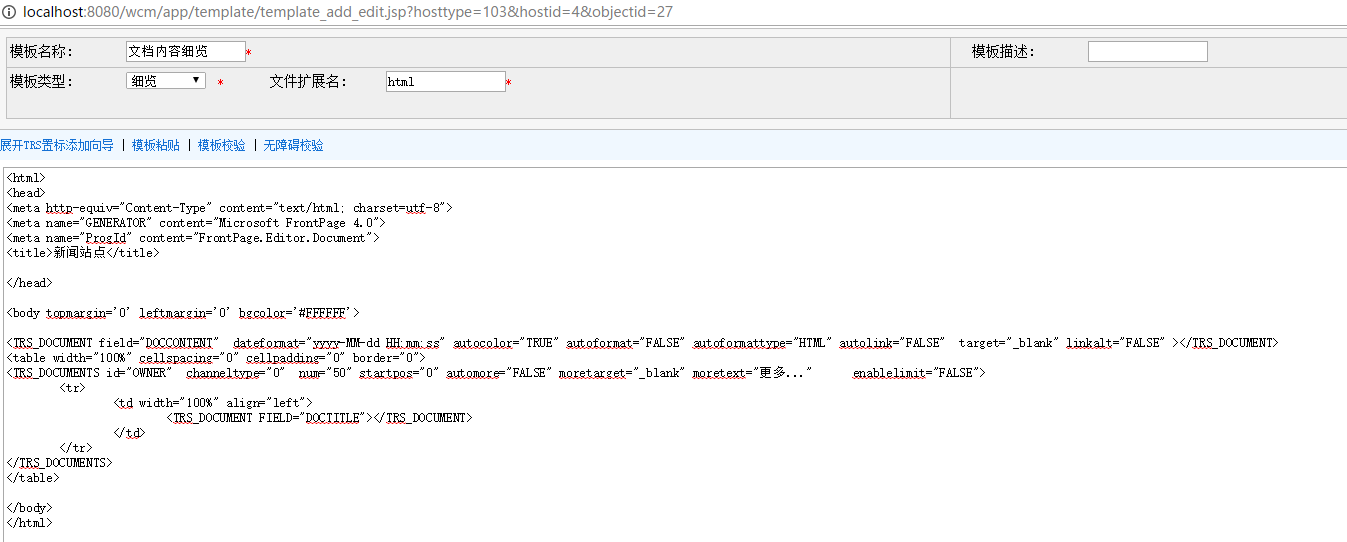 localhost:8080/wcm/app/template/template_add_edit.jsp?hosttype=103&hostid=4&objectid=27
模板名称： 文档内容细览 * 模板描述：
模板类型： 细览 ▼ * 文件扩展名： html *
展开TRS置标添加向导 | 模板粘贴 | 模板校验 | 无障碍校验
<html>
<head>
<meta http-equiv="Content-Type" content="text/html; charset=utf-8">
<meta name="GENERATOR" content="Microsoft FrontPage 4.0">
<meta name="ProgId" content="FrontPage.Editor.Document">
<title>新闻站点</title>
</head>
<body topmargin='0' leftmargin='0' bgcolor='#FFFFFF'>
<TRS_DOCUMENT field="DOCCONTENT" dateformat="yyyy-MM-dd HH:mm:ss" autocolor="TRUE" autoformat="FALSE" autoformattype="HTML" autolink="FALSE" target="_blank" linkalt="FALSE" ></TRS_DOCUMENT>
<table width="100%" cellspacing="0" cellpadding="0" border="0">
<TRS_DOCUMENTS id="OWNER" channeltype="0" num="50" startpos="0" automore="FALSE" moretarget="_blank" moretext="更多..." enablelimit="FALSE">
<tr>
<td width="100%" align="left">
<TRS_DOCUMENT FIELD="DOCTITLE"></TRS_DOCUMENT>
</td>
</tr>
</TRS_DOCUMENTS>
</table>
</body>
</html>